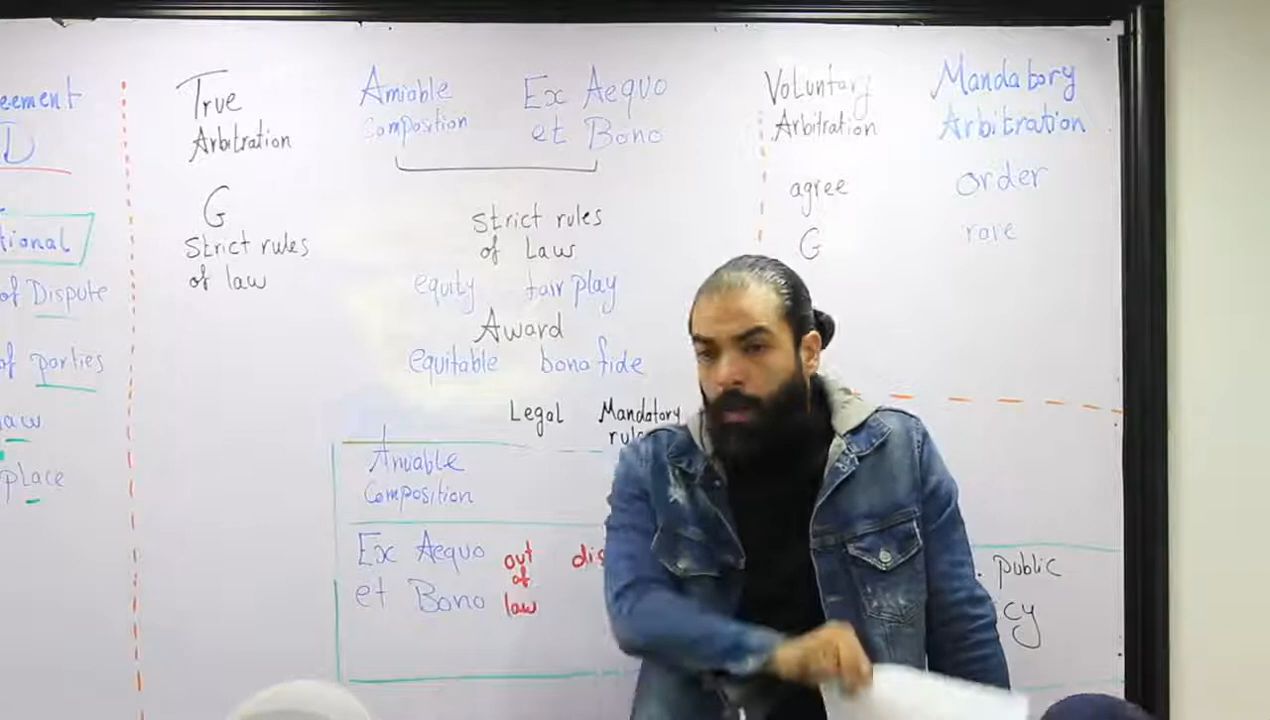 eement
D
tional
of Dispute
of parties
aw
place
True
Arbitration
G
Strict rules
of law
Amiable
Composition
Ex Aequo
et Bono
Strict rules
of Law
equity fair play
Award
equitable bona fide
Legal Mandatory
rule
Amiable
Composition
Ex Aequo
et Bono
out
of
law
dis
Voluntary
Arbitration
agree
G
Mandatory
Arbitration
order
rare
public
cy